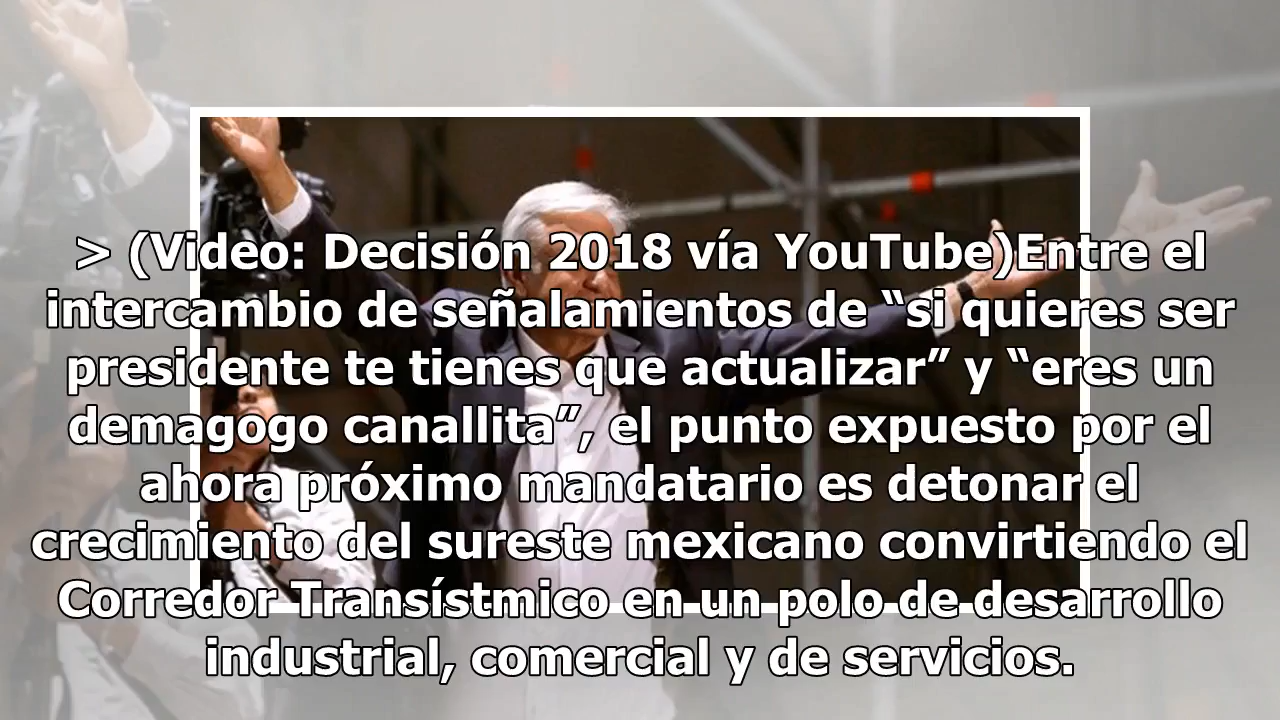 > (Video: Decisión 2018 vía YouTube)Entre el
intercambio de señalamientos de “si quieres ser
presidente te tienes que actualizar” y “eres un
demagogo canallita”, el punto expuesto por el
ahora próximo mandatario es detonar el
crecimiento del sureste mexicano convirtiendo el
Corredor Transístmico en un polo de desarrollo
industrial, comercial y de servicios.